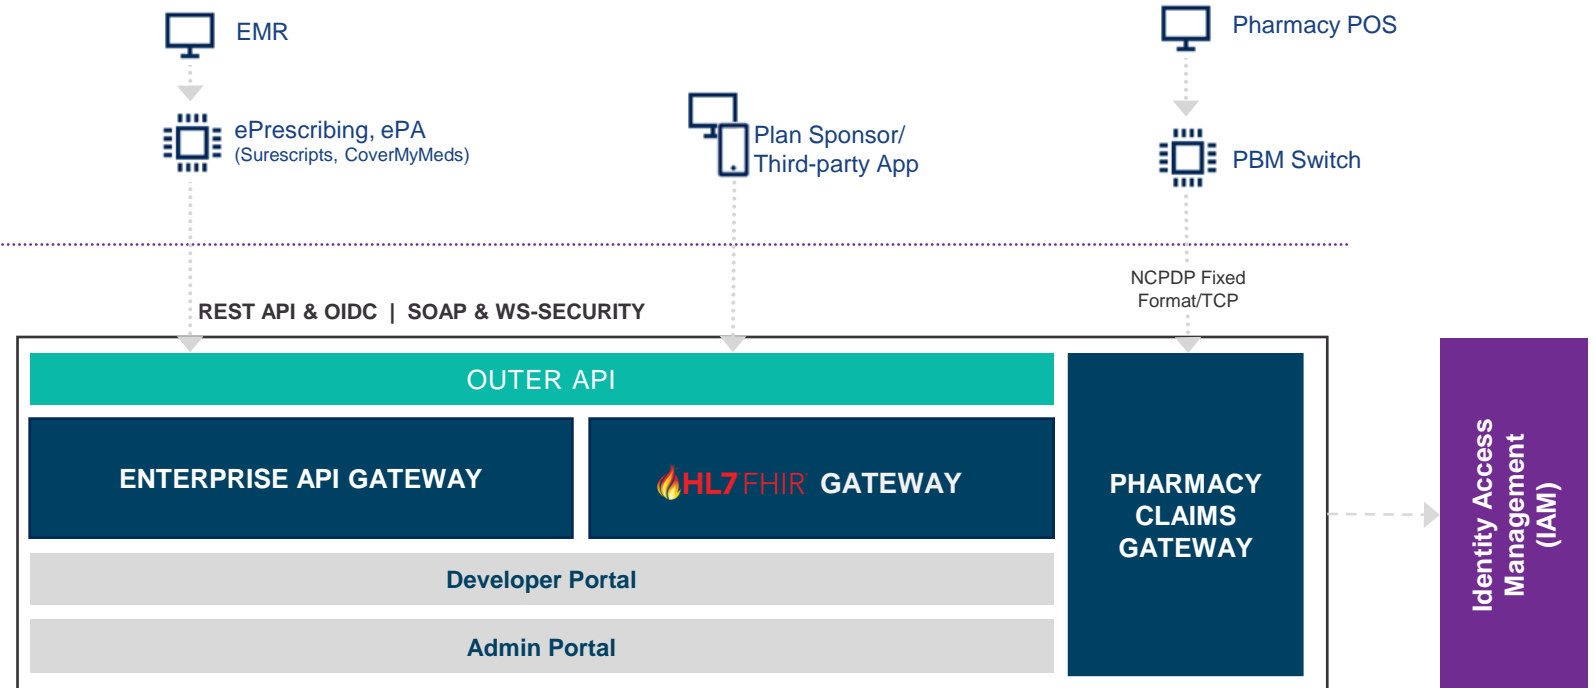 EMR
Pharmacy POS
ePrescribing, ePA
(Surescripts, CoverMyMeds)
Plan Sponsor/
Third-party App
PBM Switch
NCPDP Fixed
Format/TCP
REST API & OIDC | SOAP & WS-SECURITY
OUTER API
ENTERPRISE API GATEWAY
HL7 FHIR GATEWAY
PHARMACY
CLAIMS
GATEWAY
Developer Portal
Admin Portal
Identity Access
Management
(IAM)